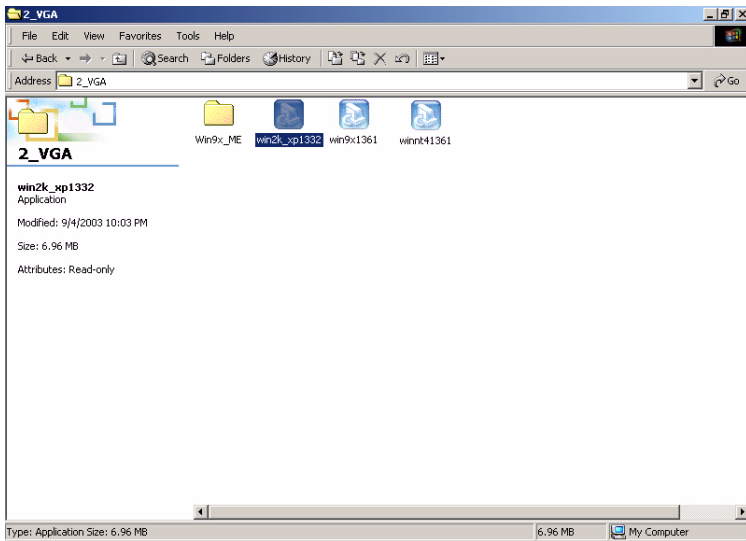 2_VGA
File Edit View Favorites Tools Help
Back Search Folders History
Address 2_VGA Go
Win9x_ME win2k_xp1332 win9x1361 winnt41361
2_VGA
win2k_xp1332
Application
Modified: 9/4/2003 10:03 PM
Size: 6.96 MB
Attributes: Read-only
Type: Application Size: 6.96 MB 6.96 MB My Computer